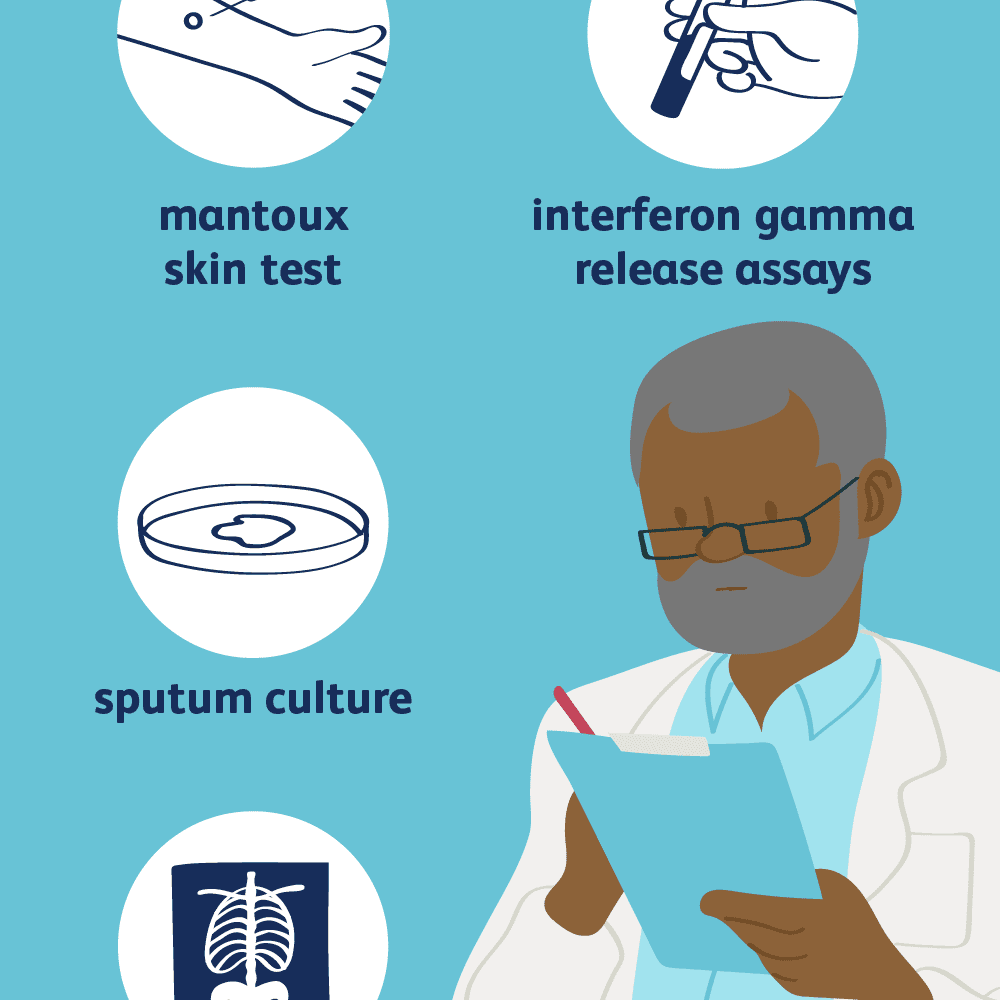 mantoux
skin test
interferon gamma
release assays
sputum culture